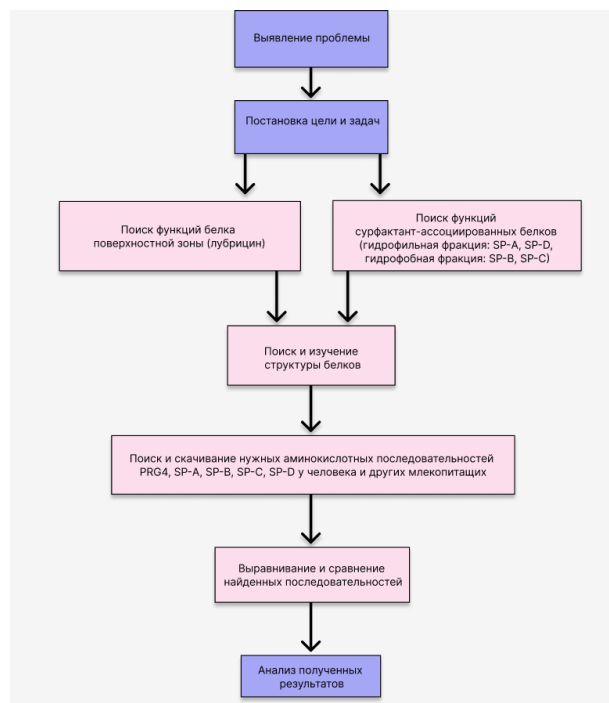 Выявление проблемы
Постановка цели и задач
Поиск функций белка
поверхностной зоны (лубрицин)
Поиск функций
сурфактант-ассоциированных белков
(гидрофильная фракция: SP-A, SP-D,
гидрофобная фракция: SP-B, SP-C)
Поиск и изучение
структуры белков
Поиск и скачивание нужных аминокислотных последовательностей
PRG4, SP-A, SP-B, SP-C, SP-D у человека и других млекопитащих
Выравнивание и сравнение
найденных последовательностей
Анализ полученных
результатов